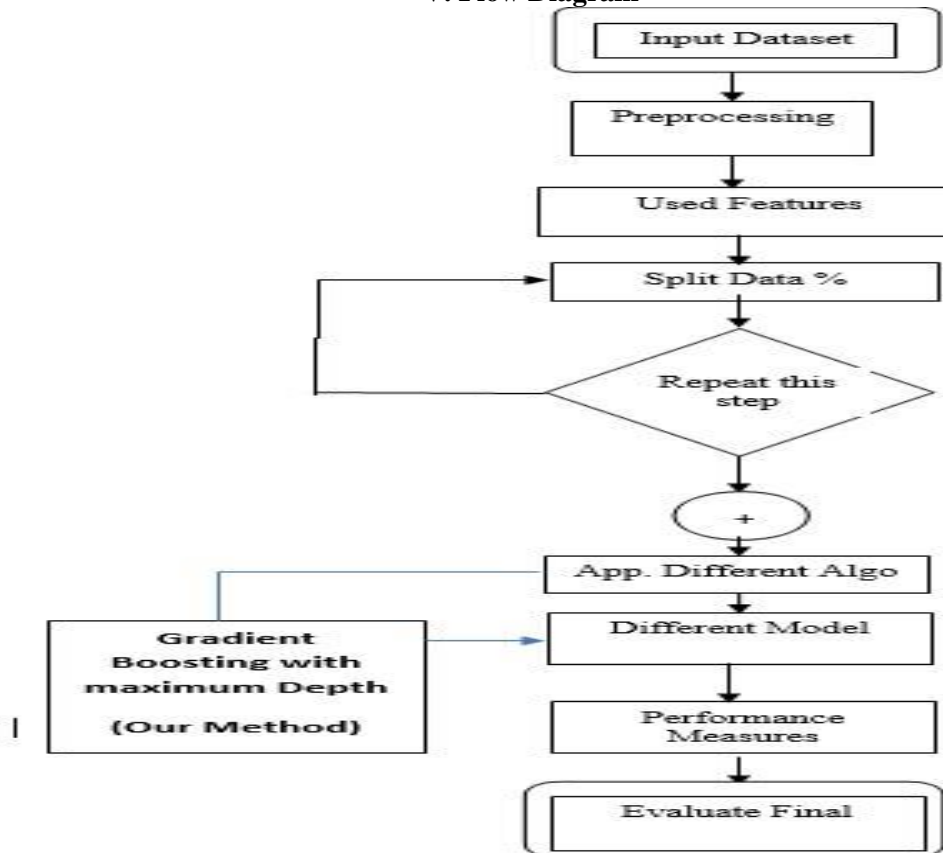 Input Dataset
Preprocessing
Used Features
Split Data %
Repeat this
step
+
App. Different Algo
Different Model
Gradient
Boosting with
maximum Depth
(Our Method)
Performance
Measures
Evaluate Final